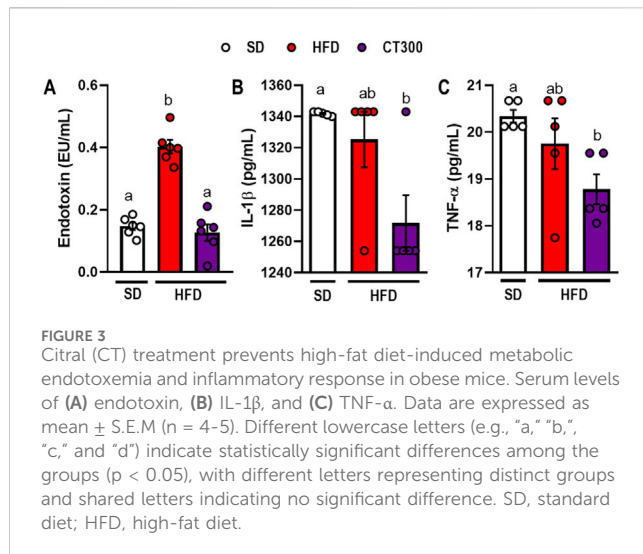 SD HFD CT300
A B C
Endotoxin (EU/mL)
0.6
0.4
0.2
0.0
a b a
SD HFD
IL-1β (pg/mL)
1360
1340
1320
1300
1280
1260
1240
a ab b
SD HFD
TNF-α (pg/mL)
21
20
19
18
17
a ab b
SD HFD
FIGURE 3
Citral (CT) treatment prevents high-fat diet-induced metabolic
endotoxemia and inflammatory response in obese mice. Serum levels
of (A) endotoxin, (B) IL-1β, and (C) TNF-α. Data are expressed as
mean ± S.E.M (n = 4-5). Different lowercase letters (e.g., “a,” “b,”,
“c,” and “d”) indicate statistically significant differences among the
groups (p < 0.05), with different letters representing distinct groups
and shared letters indicating no significant difference. SD, standard
diet; HFD, high-fat diet.